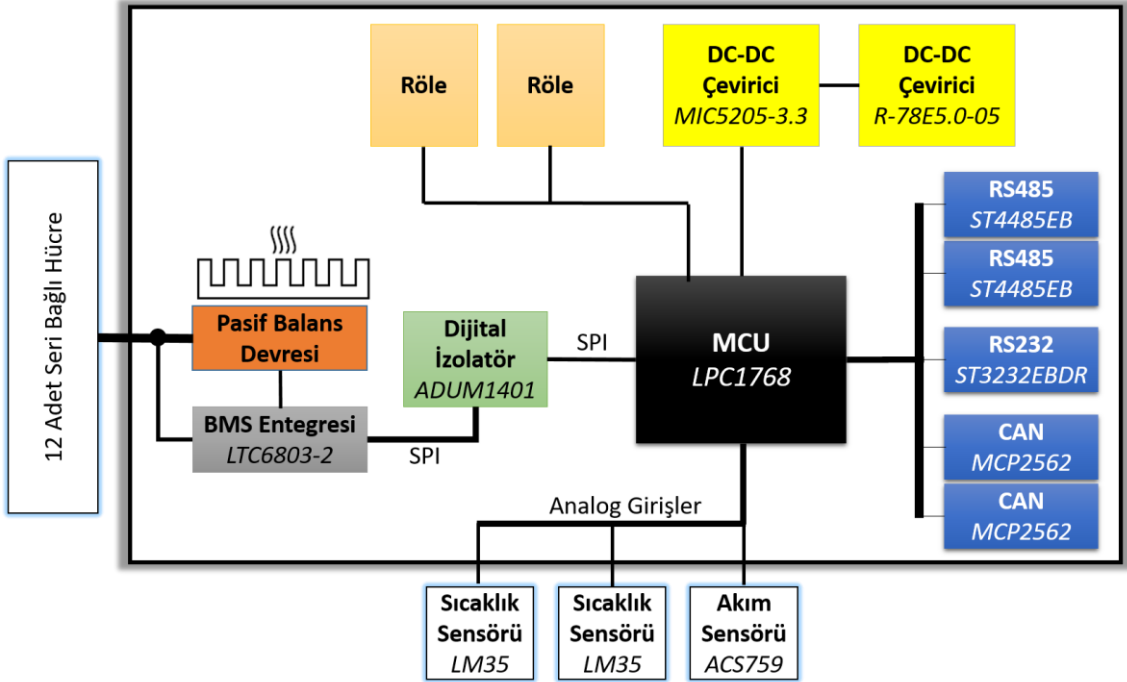 Röle
Röle
DC-DC
Çevirici
MIC5205-3.3
DC-DC
Çevirici
R-78E5.0-05
12 Adet Seri Bağlı Hücre
Pasif Balans
Devresi
BMS Entegresi
LTC6803-2
SPI
Dijital
İzolatör
ADUM1401
SPI
MCU
LPC1768
RS485
ST4485EB
RS485
ST4485EB
RS232
ST3232EBDR
CAN
MCP2562
CAN
MCP2562
Analog Girişler
Sıcaklık
Sensörü
LM35
Sıcaklık
Sensörü
LM35
Akım
Sensörü
ACS759